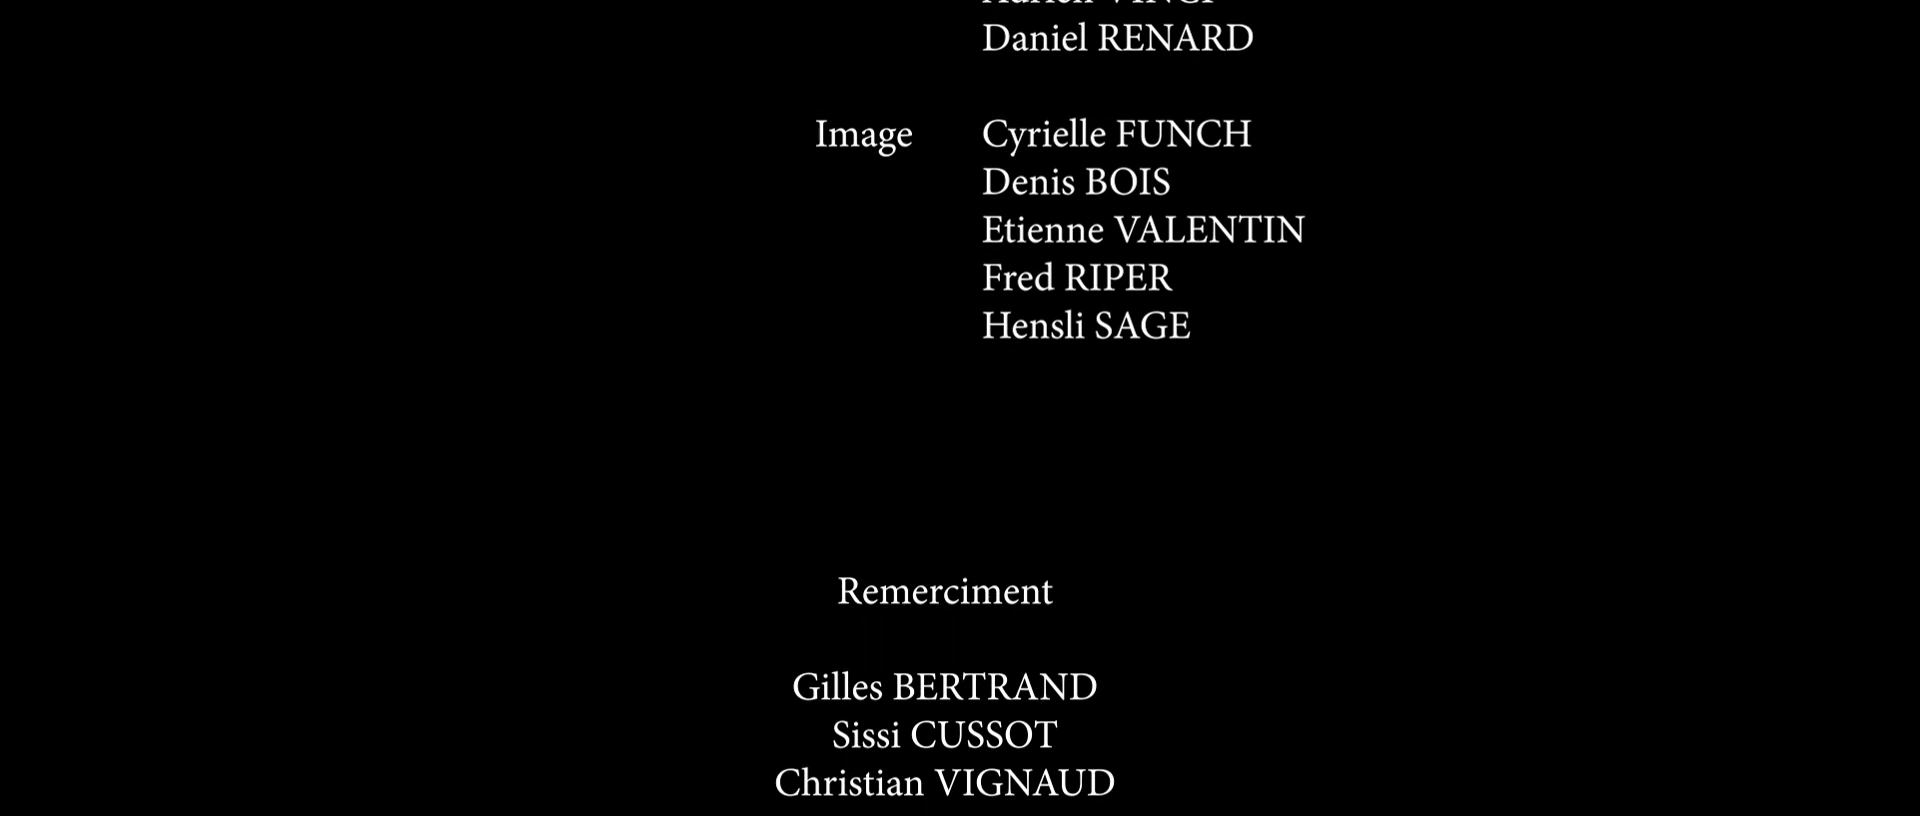 Daniel RENARD
Image Cyrielle FUNCH
Denis BOIS
Etienne VALENTIN
Fred RIPER
Hensli SAGE
Remerciment
Gilles BERTRAND
Sissi CUSSOT
Christian VIGNAUD